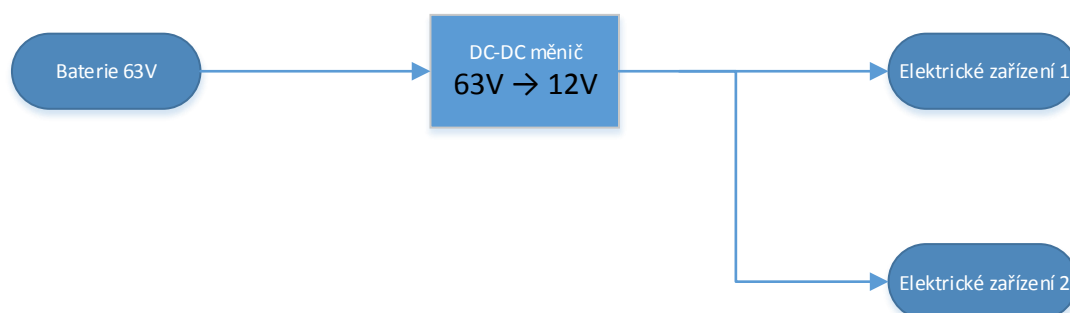 Baterie 63V
DC-DC měnič
63V → 12V
Elektrické zařízení 1
Elektrické zařízení 2